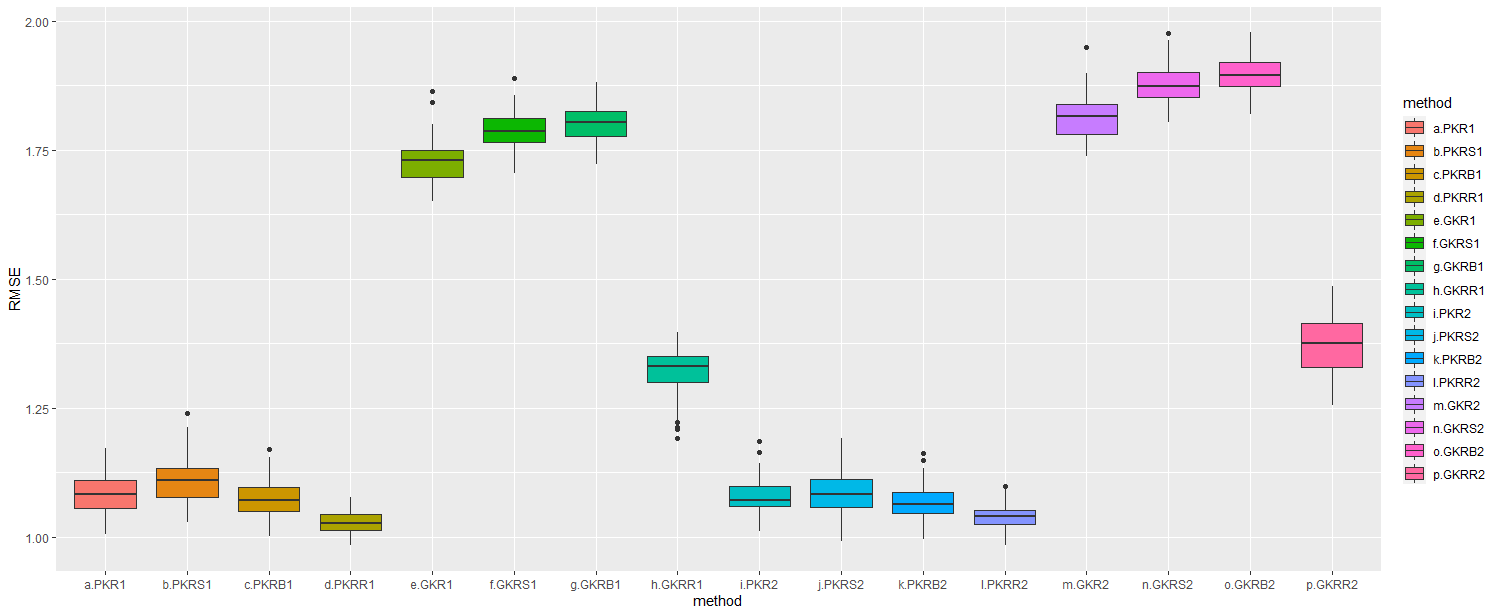 2.00
1.75
1.50
1.25
1.00
RMSE
a.PKR1 b.PKRS1 c.PKRB1 d.PKRR1 e.GKR1 f.GKRS1 g.GKRB1 h.GKRR1 i.PKR2 j.PKRS2 k.PKRB2 l.PKRR2 m.GKR2 n.GKRS2 o.GKRB2 p.GKRR2
method
method
a.PKR1
b.PKRS1
c.PKRB1
d.PKRR1
e.GKR1
f.GKRS1
g.GKRB1
h.GKRR1
i.PKR2
j.PKRS2
k.PKRB2
l.PKRR2
m.GKR2
n.GKRS2
o.GKRB2
p.GKRR2